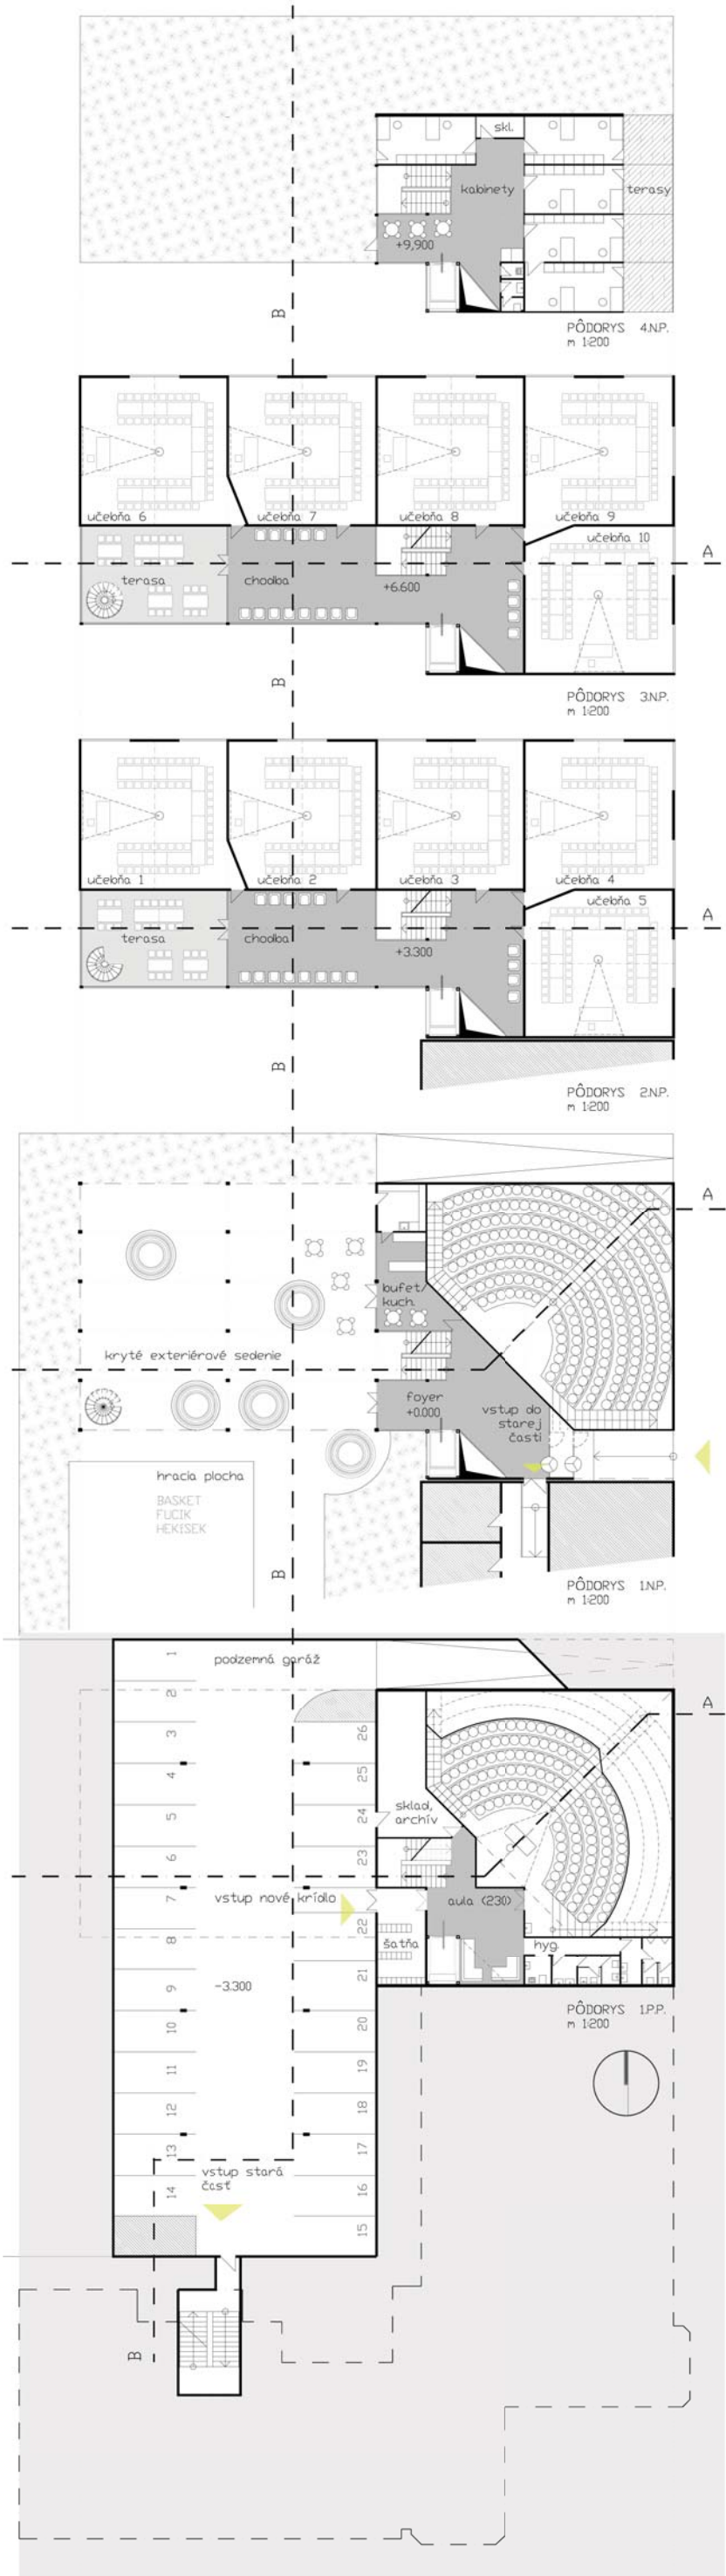 skl.
kabinety
terasy
+9,900
B
PÔDORYS 4.N.P.
m 1:200
učebňa 6
učebňa 7
učebňa 8
učebňa 9
učebňa 10
A
terasa
chodba
+6.600
B
PÔDORYS 3.N.P.
m 1:200
učebňa 1
učebňa 2
učebňa 3
učebňa 4
učebňa 5
A
terasa
chodba
+3.300
B
PÔDORYS 2.N.P.
m 1:200
A
bufet/
kuch.
kryté exteriérové sedenie
foyer
+0.000
vstup do
starej
časti
hracia plocha
BASKET
FUCIK
HEKISEK
B
PÔDORYS 1.N.P.
m 1:200
podzemná garáž
1
2
3
4
5
6
7
8
9
10
11
12
13
14
26
25
24
23
22
21
20
19
18
17
16
15
A
sklad,
archív
vstup nové krídlo
aula (230)
šatňa
hyg.
-3.300
PÔDORYS 1.P.P.
m 1:200
vstup stará
časť
B